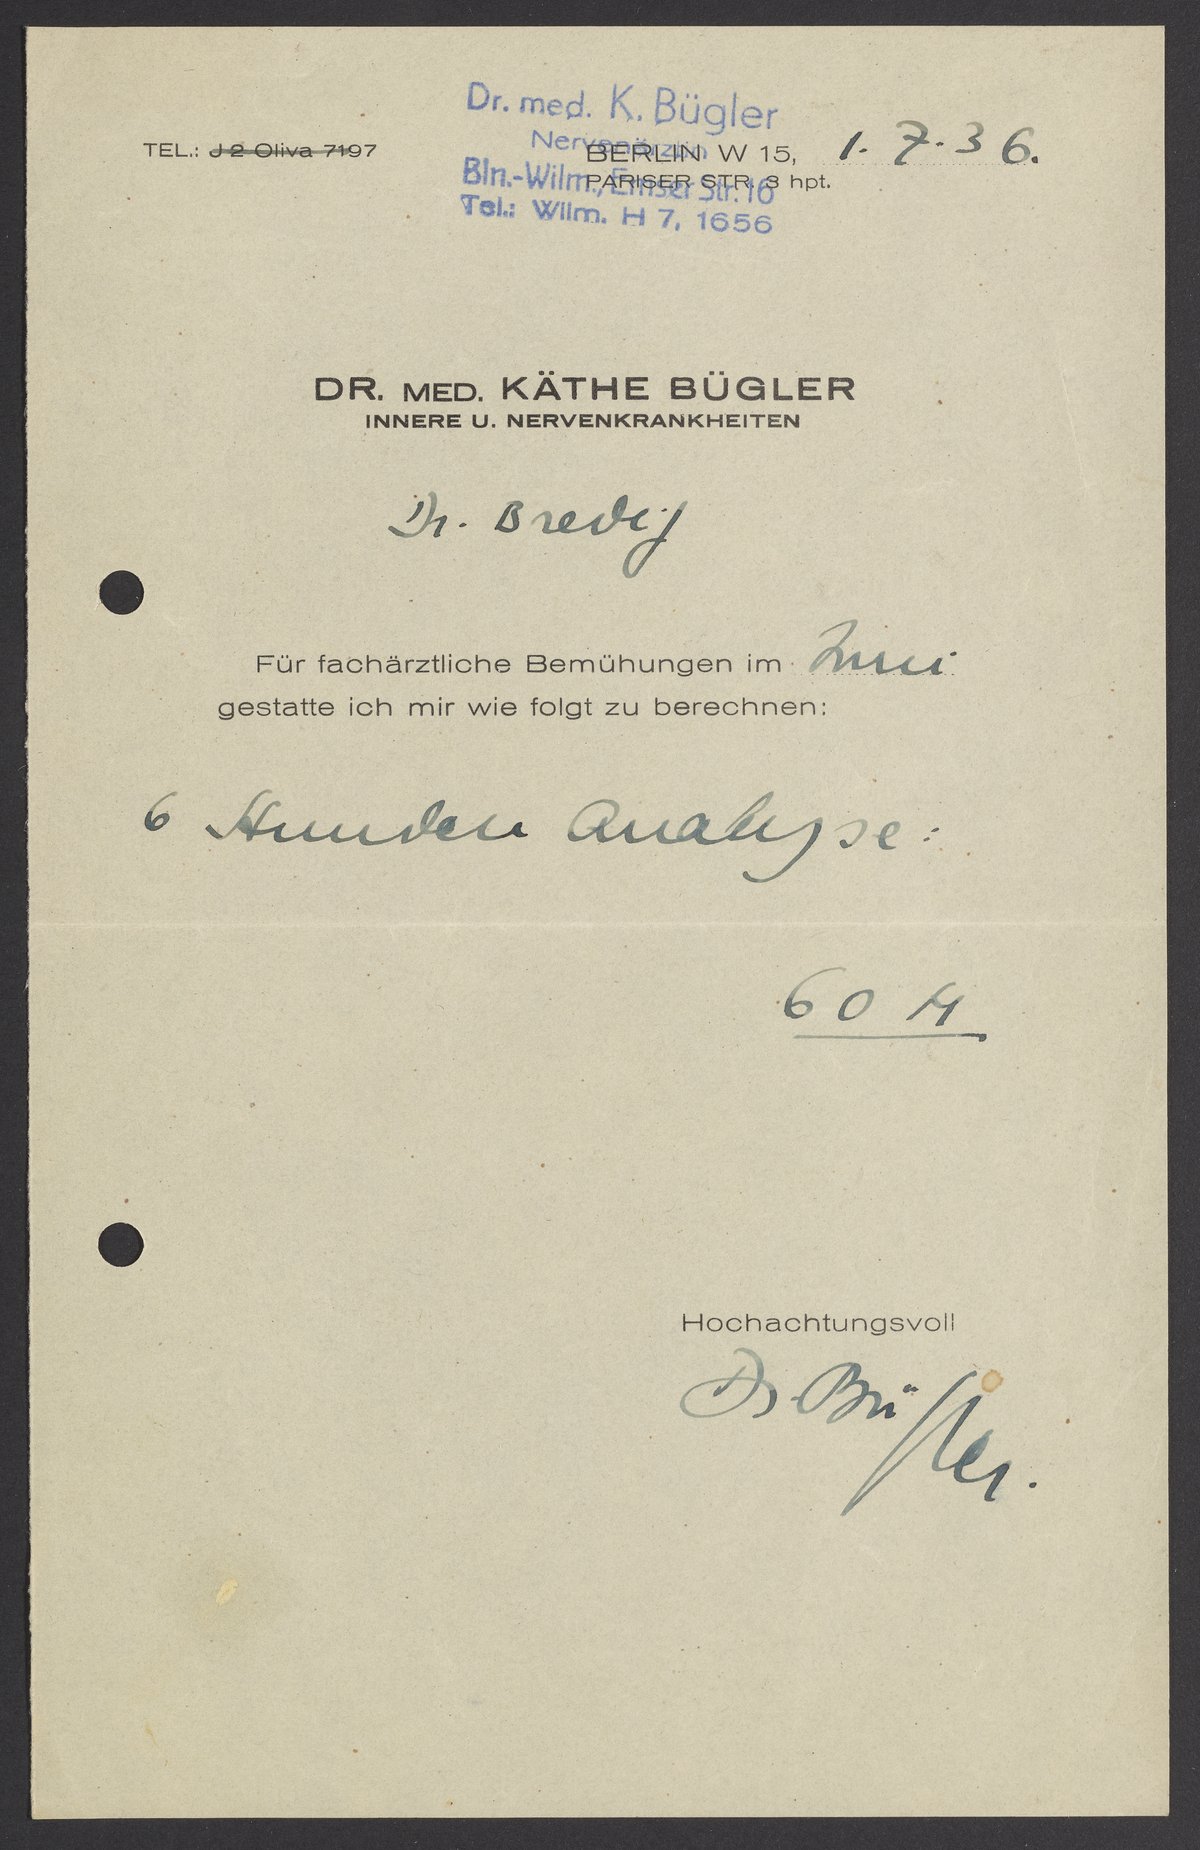 Dr. med. K. Bügler
Nervenärztin
Bln.-Wilm., Emser Str. 16
Tel.: Wilm. H 7, 1656
TEL.: J 2 Oliva 7197
BERLIN W 15, 1. 7. 36.
PARISER STR. 3 hpt.
DR. MED. KÄTHE BÜGLER
INNERE U. NERVENKRANKHEITEN
Dr. Bredig
Für fachärztliche Bemühungen im Juni
gestatte ich mir wie folgt zu berechnen:
6 Stunden Analyse:
60 M
Hochachtungsvoll
Dr. Bügler.